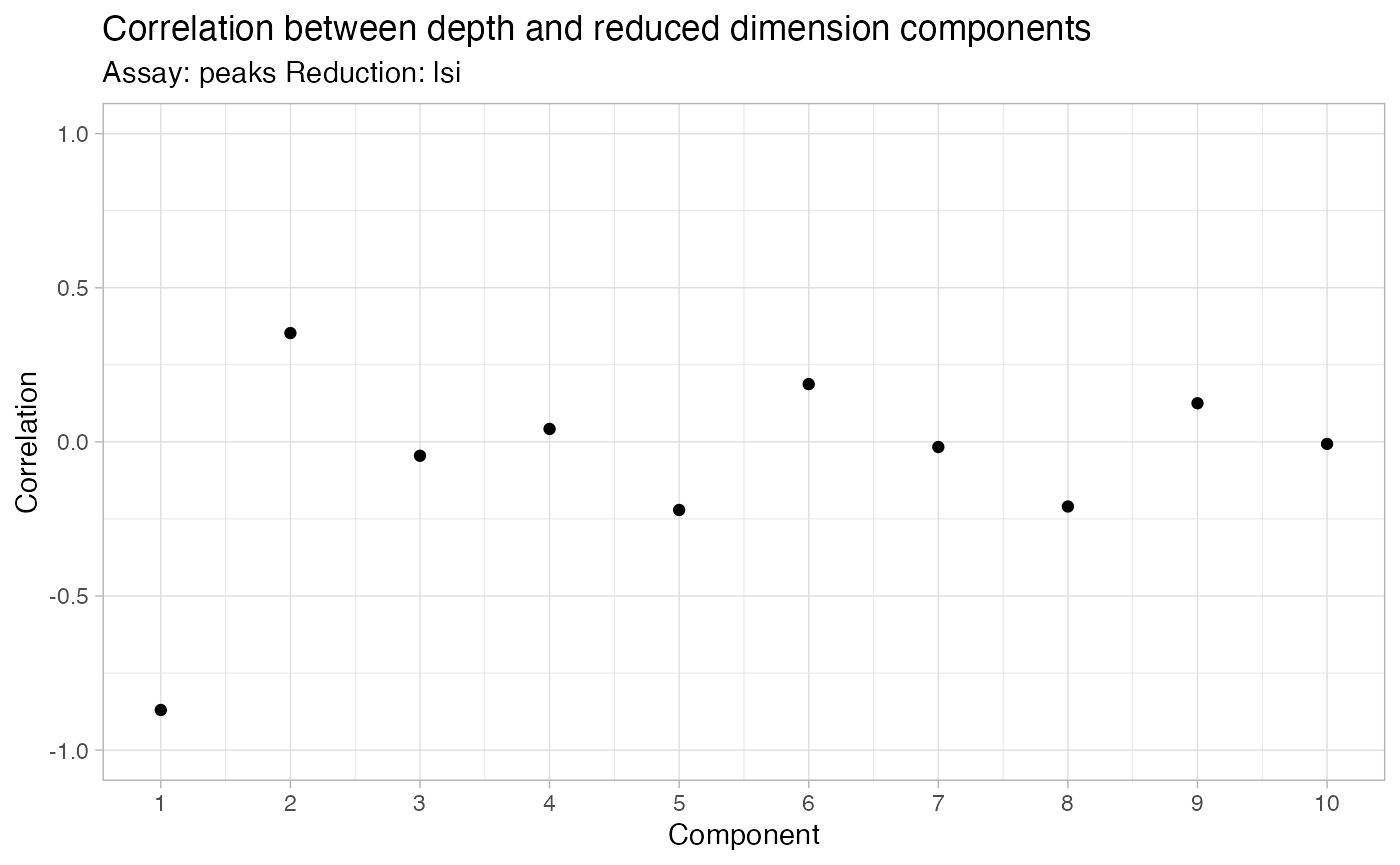 Correlation between depth and reduced dimension components
Assay: peaks Reduction: lsi
Correlation
1.0
0.5
0.0
-0.5
-1.0
1 2 3 4 5 6 7 8 9 10
Component